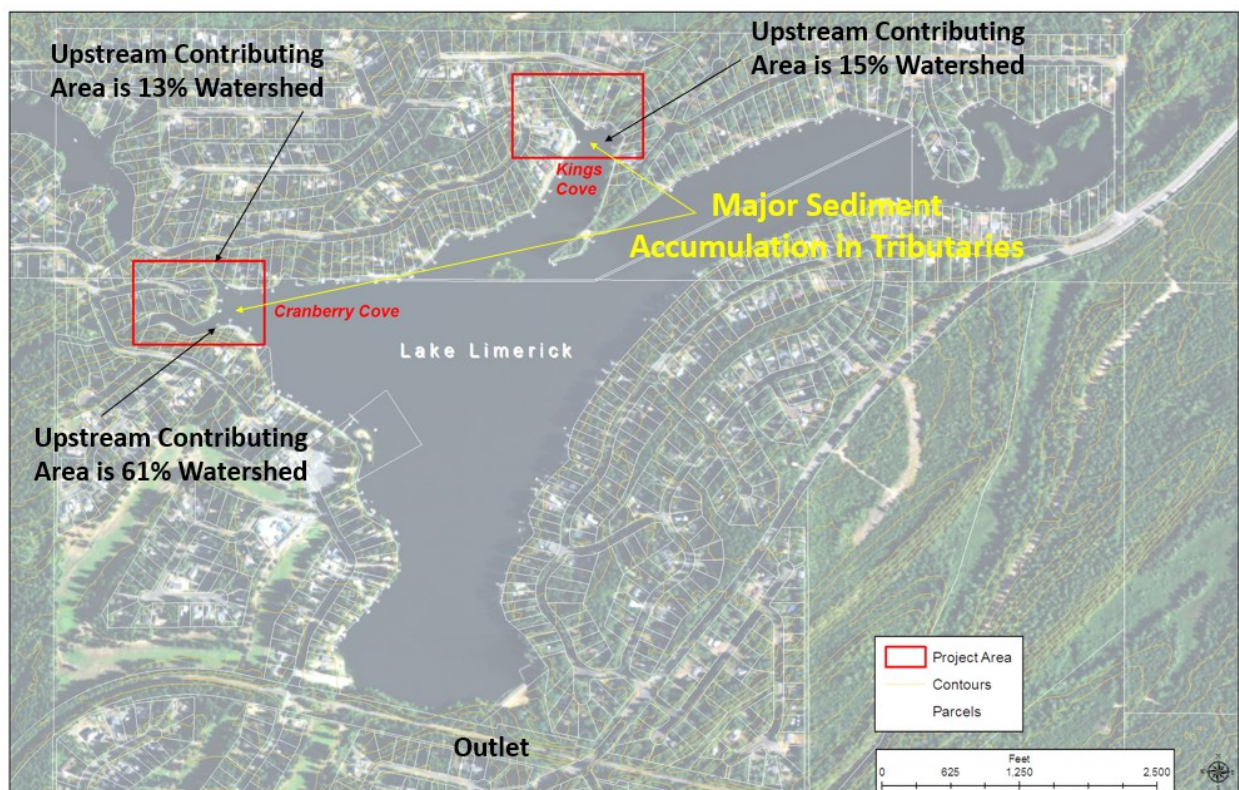 Upstream Contributing
Area is 13% Watershed
Upstream Contributing
Area is 15% Watershed
Kings
Cove
Major Sediment
Accumulation in Tributaries
Cranberry Cove
Lake Limerick
Upstream Contributing
Area is 61% Watershed
Outlet
Project Area
Contours
Parcels
Feet
0 625 1,250 2,500